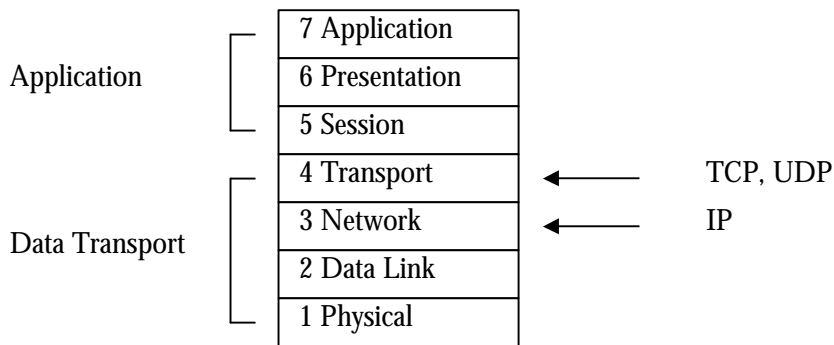 7 Application
Application
6 Presentation
5 Session
4 Transport
TCP, UDP
3 Network
IP
Data Transport
2 Data Link
1 Physical